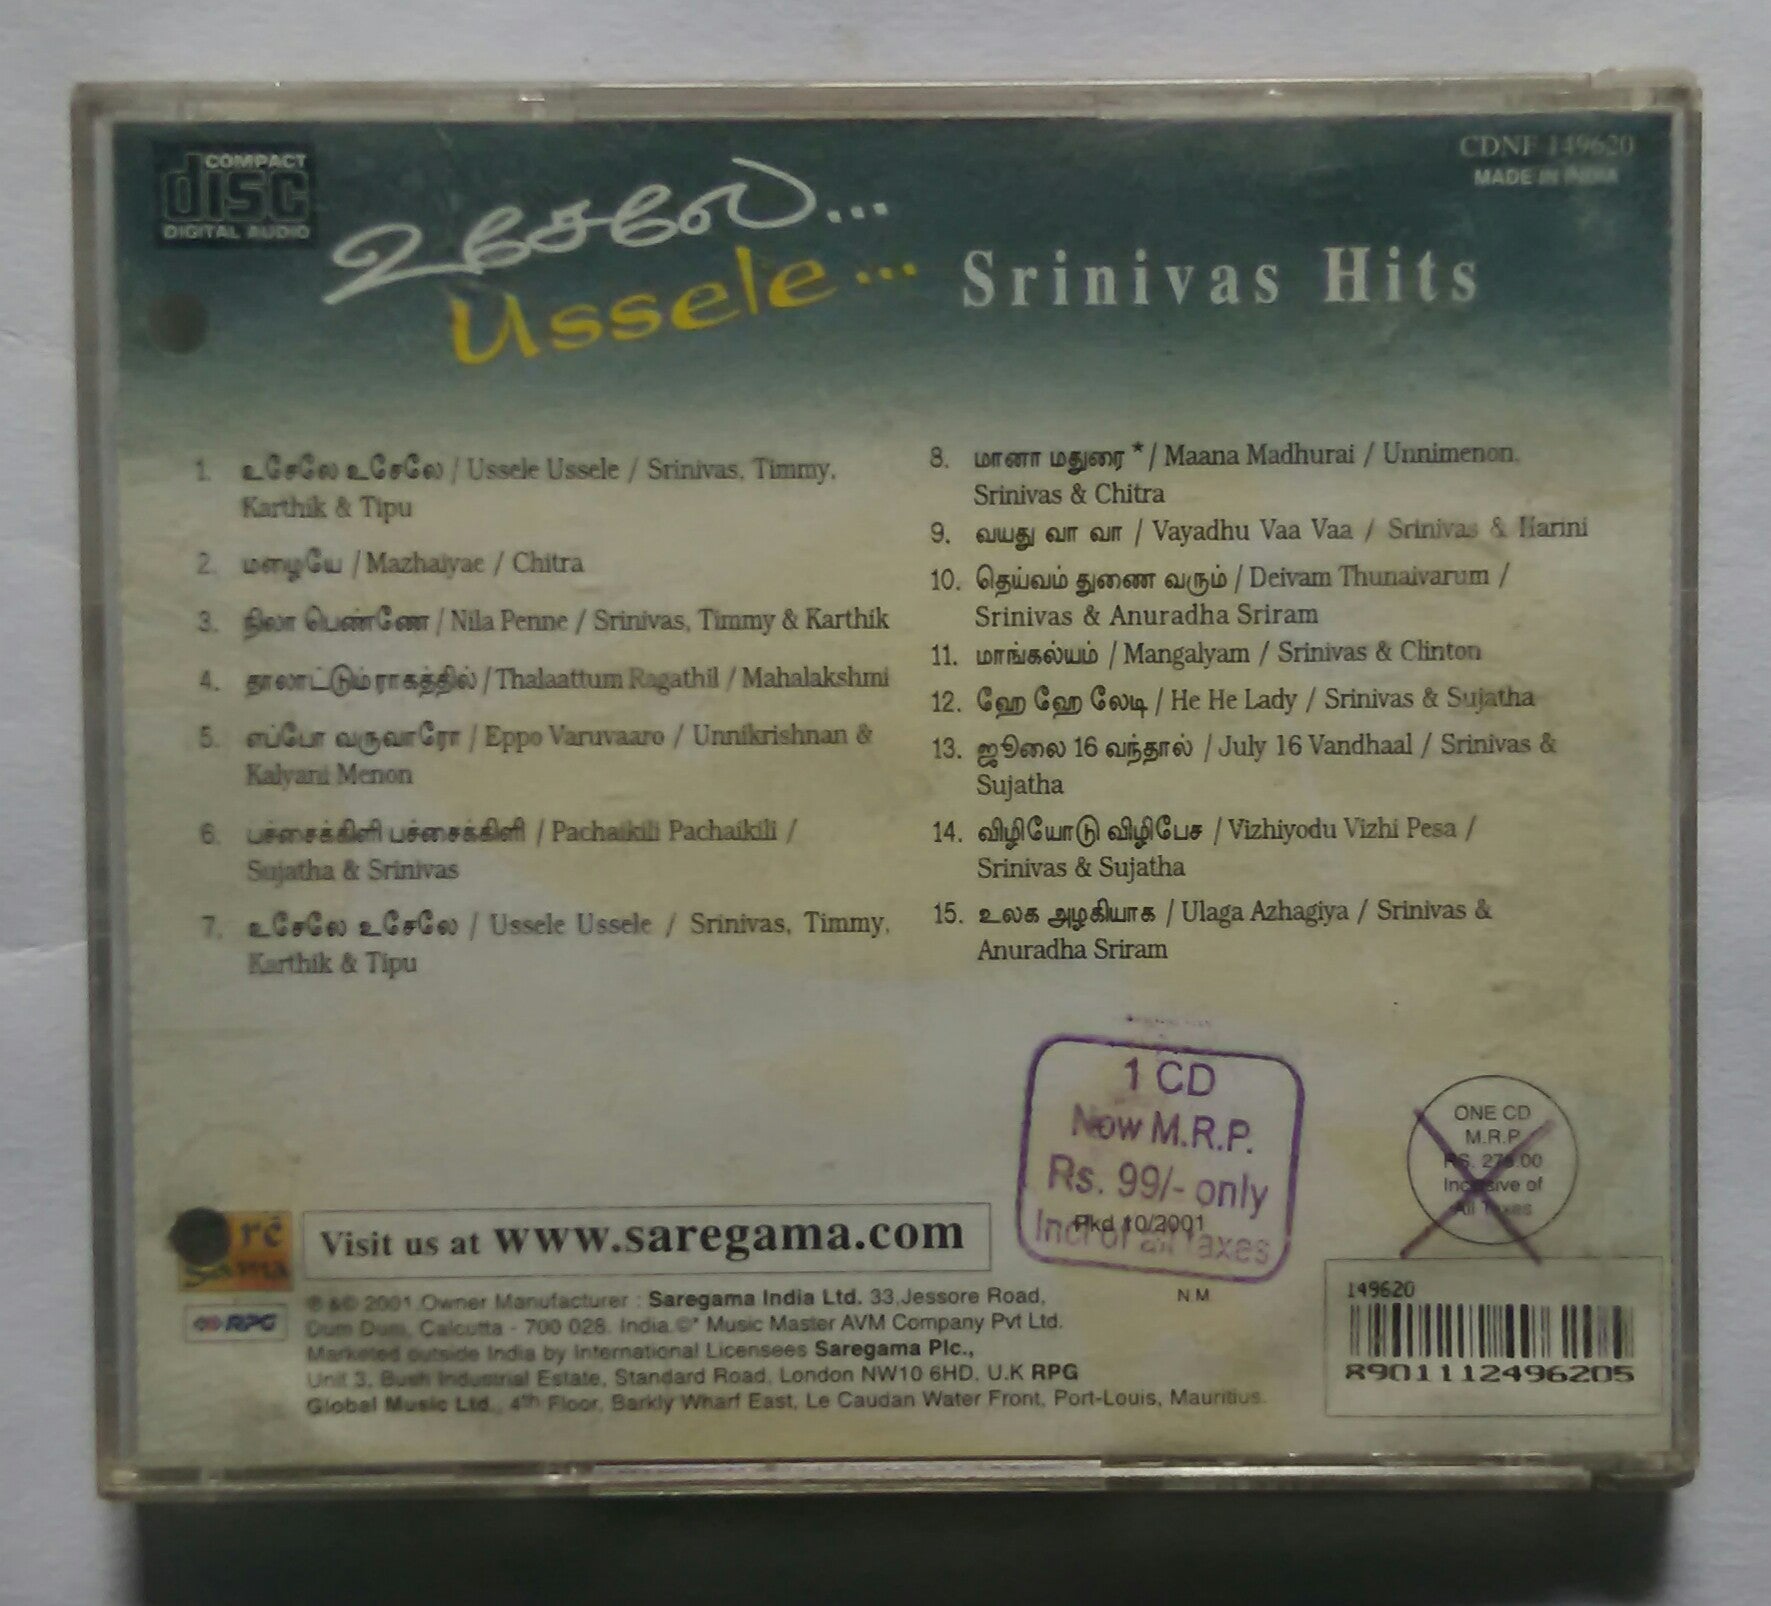 COMPACT
disc
DIGITAL AUDIO
CDNF 149620
MADE IN INDIA
உசேலே...
Ussele...
Srinivas Hits
1. உசேலே உசேலே / Ussele Ussele / Srinivas, Timmy,
Karthik & Tipu
2. மழையே / Mazhaiyae / Chitra
3. நிலா பெண்ணே / Nila Penne / Srinivas, Timmy & Karthik
4. தாலாட்டும் ராகத்தில் / Thalaattum Ragathil / Mahalakshmi
5. எப்போ வருவாரோ / Eppo Varuvaaro / Unnikrishnan &
Kalyani Menon
6. பச்சைக்கிளி பச்சைக்கிளி / Pachaikili Pachaikili /
Sujatha & Srinivas
7. உசேலே உசேலே / Ussele Ussele / Srinivas, Timmy,
Karthik & Tipu
8. மானா மதுரை * / Maana Madhurai / Unnimenon,
Srinivas & Chitra
9. வயது வா வா / Vayadhu Vaa Vaa / Srinivas & Harini
10. தெய்வம் துணை வரும் / Deivam Thunaivarum /
Srinivas & Anuradha Sriram
11. மாங்கல்யம் / Mangalyam / Srinivas & Clinton
12. ஹே ஹே லேடி / He He Lady / Srinivas & Sujatha
13. ஜூலை 16 வந்தால் / July 16 Vandhaal / Srinivas &
Sujatha
14. விழியோடு விழிபேச / Vizhiyodu Vizhi Pesa /
Srinivas & Sujatha
15. உலக அழகியாக / Ulaga Azhagiya / Srinivas &
Anuradha Sriram
1 CD
Now M.R.P.
Rs. 99/- only
Incl of all taxes
Pkd 10/2001
N M
ONE CD
M.R.P.
RS. .00
Inclusive of
All Taxes
RPG
Visit us at www.saregama.com
℗ & © 2001. Owner Manufacturer : Saregama India Ltd. 33, Jessore Road,
Dum Dum, Calcutta - 700 028. India. ©* Music Master AVM Company Pvt Ltd.
Marketed outside India by International Licensees Saregama Plc.,
Unit 3, Bush Industrial Estate, Standard Road, London NW10 6HD, U.K RPG
Global Music Ltd., 4th Floor, Barkly Wharf East, Le Caudan Water Front, Port-Louis, Mauritius.
149620
8901112496205